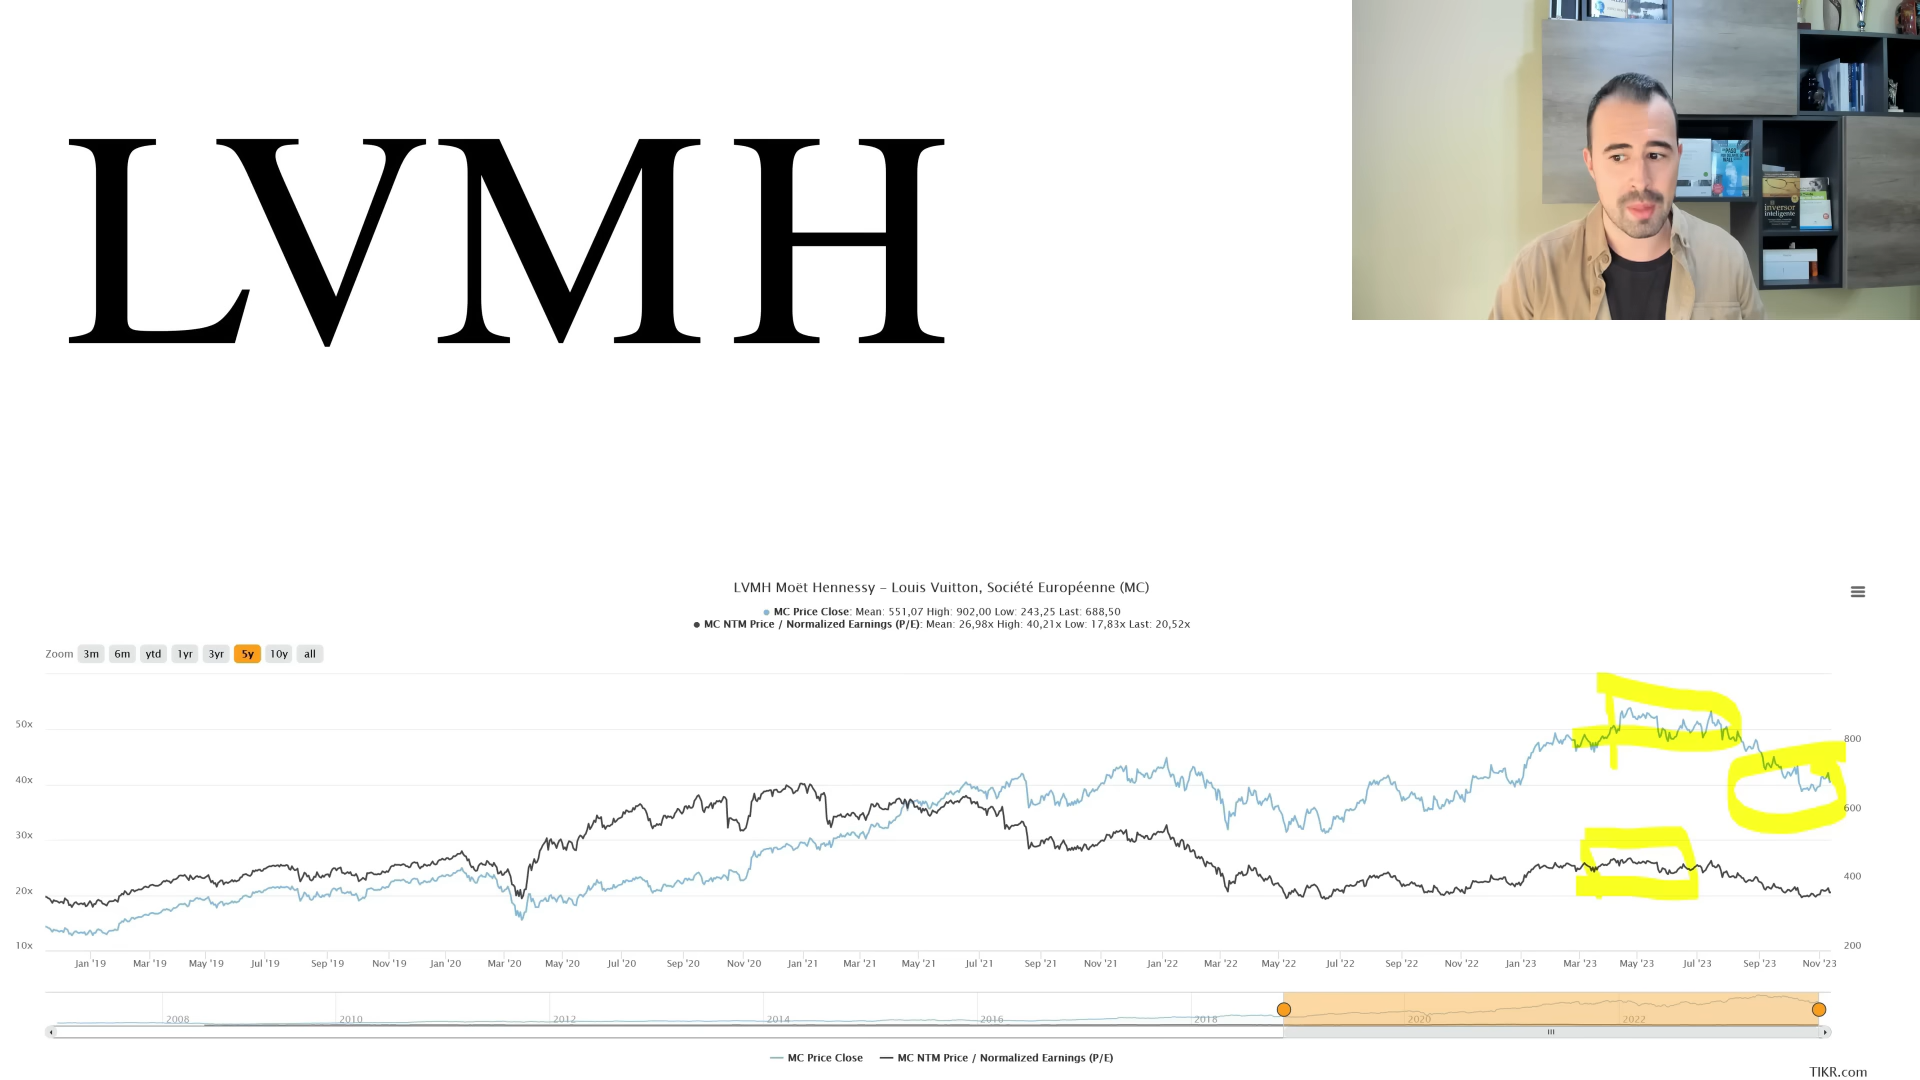 LVMH
inversor
inteligente
LVMH Moët Hennessy - Louis Vuitton, Société Européenne (MC)
MC Price Close: Mean: 551,07 High: 902,00 Low: 243,25 Last: 688,50
MC NTM Price / Normalized Earnings (P/E): Mean: 26,98x High: 40,21x Low: 17,83x Last: 20,52x
Zoom 3m 6m ytd 1yr 3yr 5y 10y all
50x
800
40x
600
30x
20x
400
10x
200
Jan '19 Mar '19 May '19 Jul '19 Sep '19 Nov '19 Jan '20 Mar '20 May '20 Jul '20 Sep '20 Nov '20 Jan '21 Mar '21 May '21 Jul '21 Sep '21 Nov '21 Jan '22 Mar '22 May '22 Jul '22 Sep '22 Nov '22 Jan '23 Mar '23 May '23 Jul '23 Sep '23 Nov '23
2008 2010 2012 2014 2016 2018 2020 2022
MC Price Close MC NTM Price / Normalized Earnings (P/E)
TIKR.com